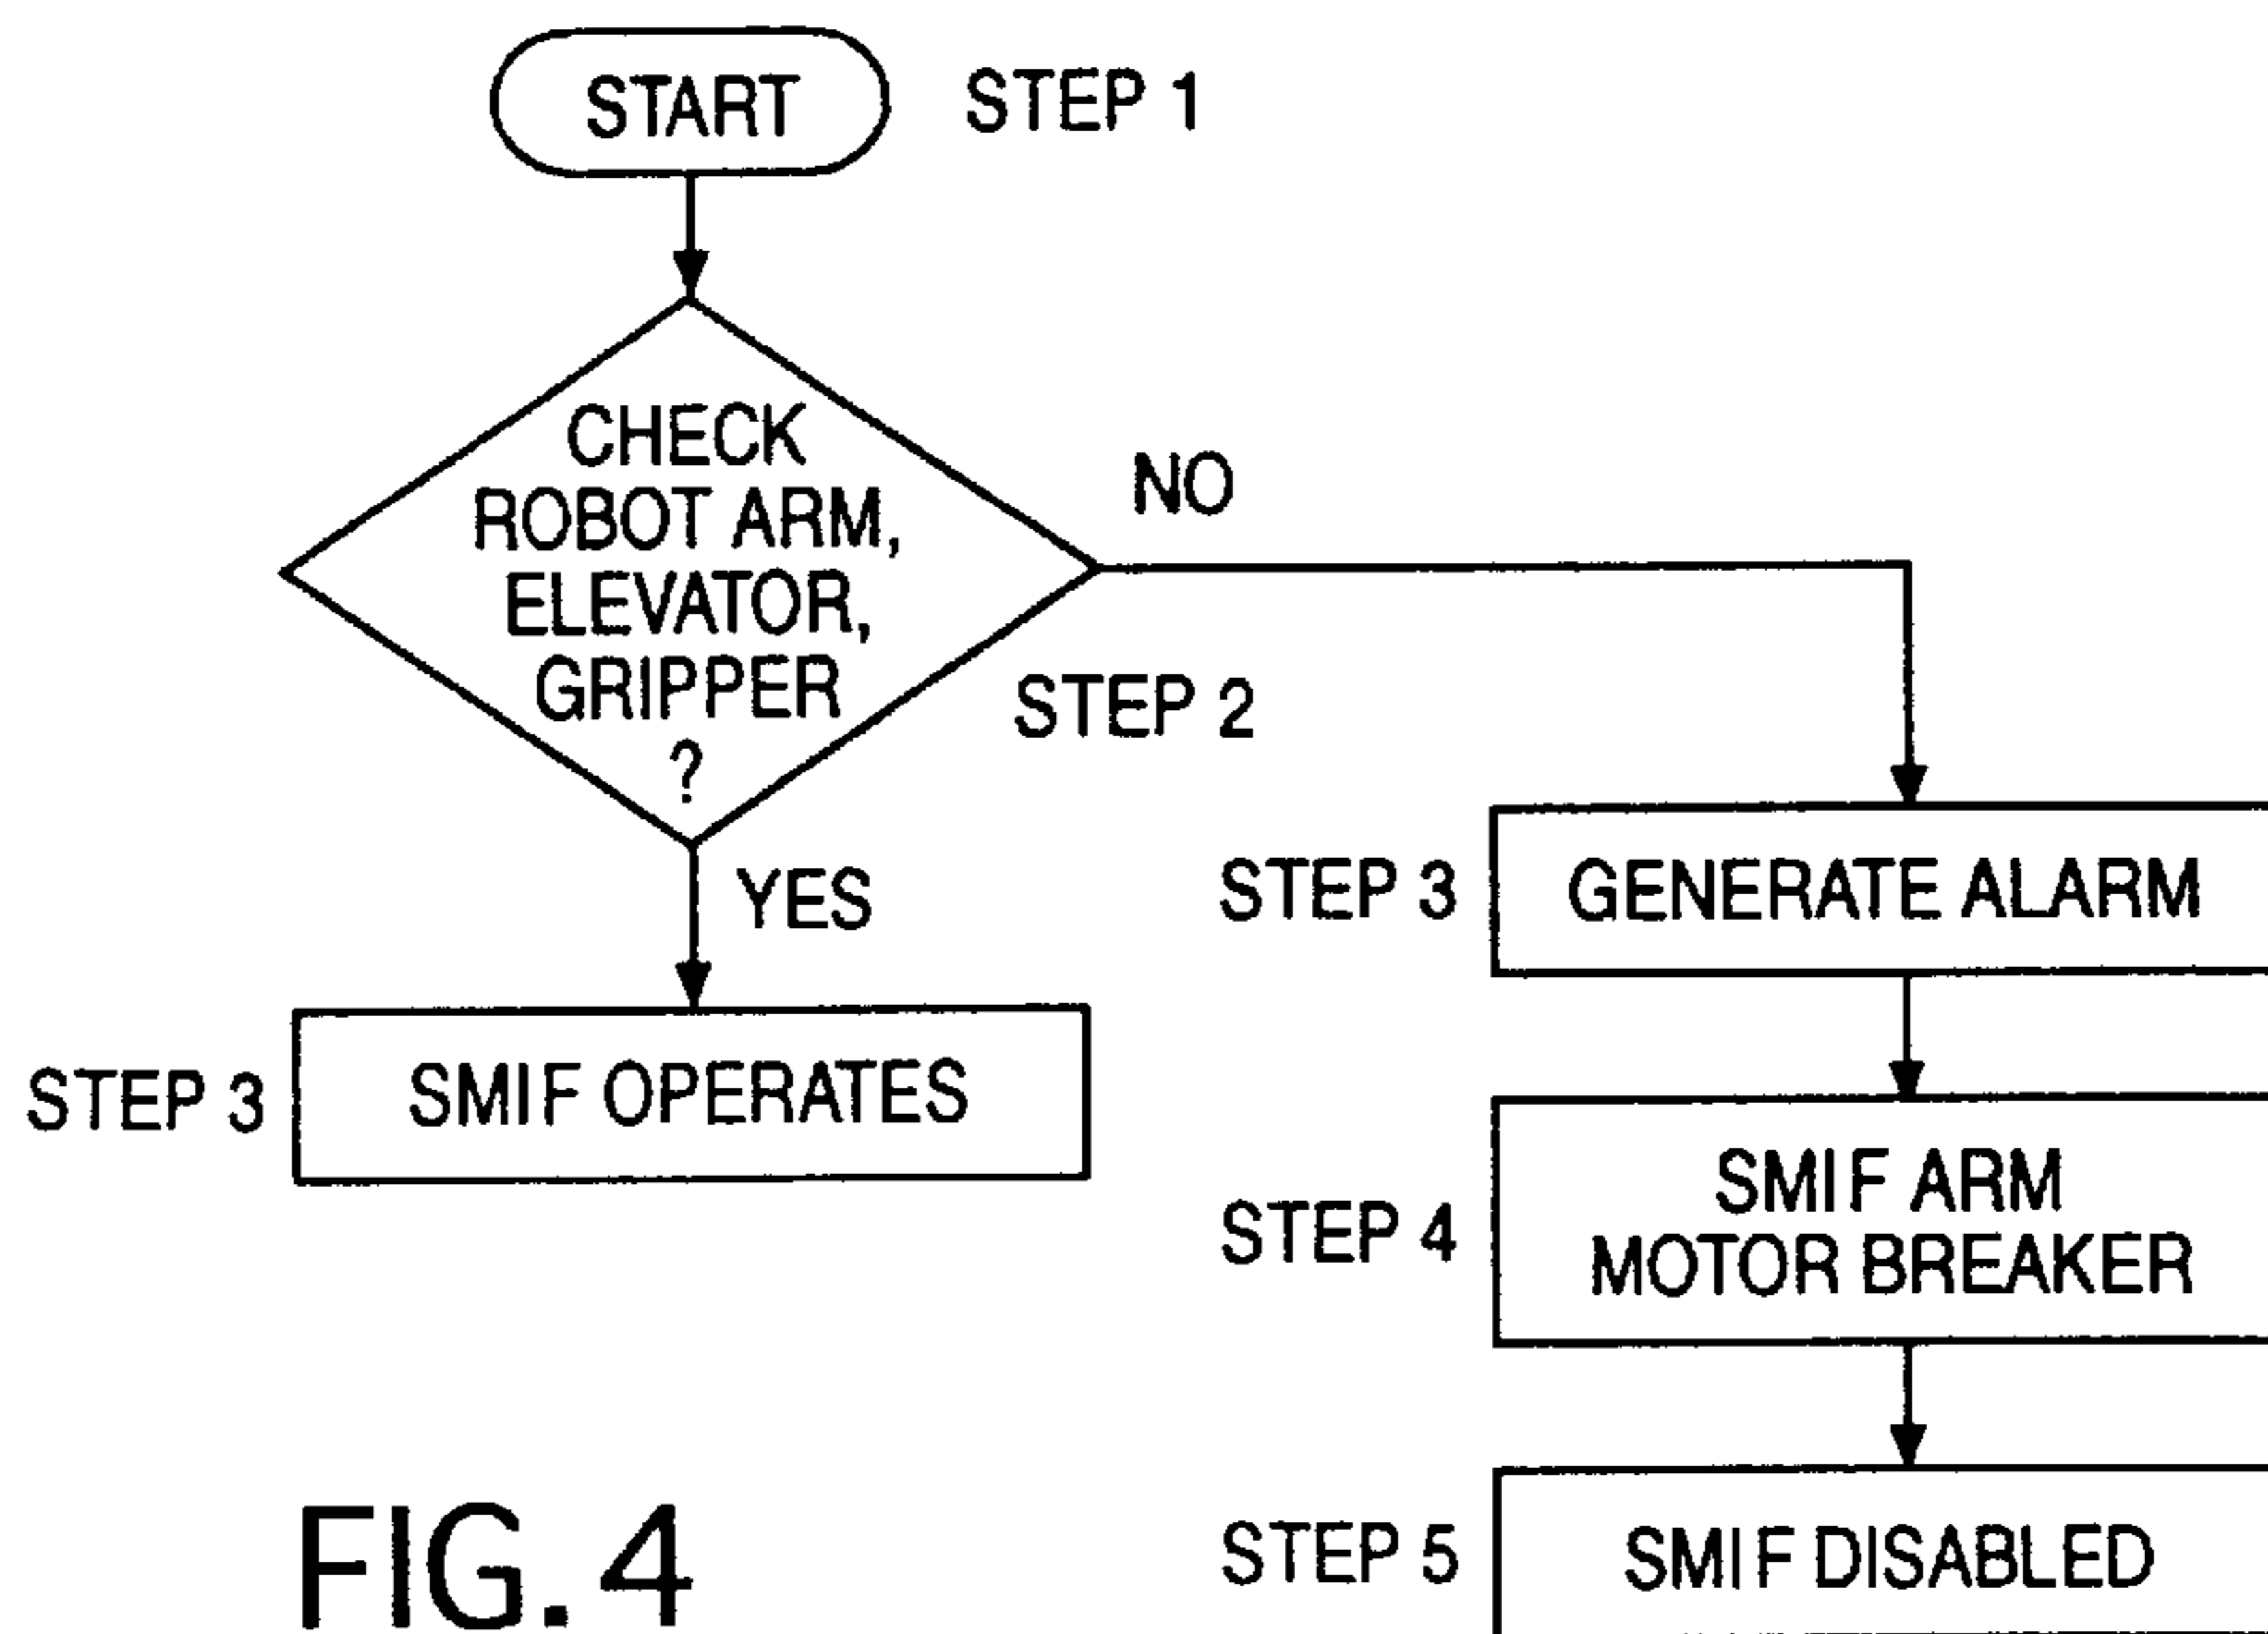 START
STEP 1
CHECK
ROBOT ARM,
ELEVATOR,
GRIPPER
?
NO
STEP 2
YES
STEP 3
GENERATE ALARM
STEP 3
SMIF OPERATES
STEP 4
SMIF ARM
MOTOR BREAKER
STEP 5
SMIF DISABLED
FIG. 4